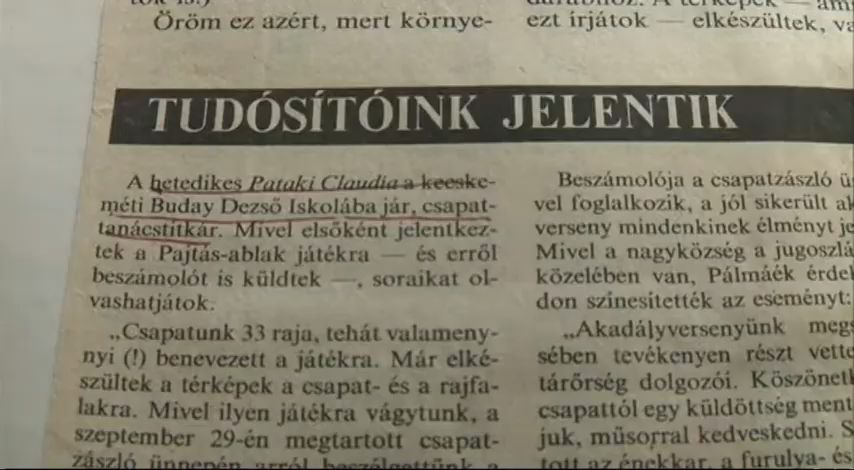 Öröm ez azért, mert környe-
ezt írjátok — elkészültek, va
TUDÓSÍTÓINK JELENTIK
A hetedikes Pataki Claudia a kecske-
méti Buday Dezső Iskolába jár, csapat-
tanácstitkár. Mivel elsőként jelentkez-
tek a Pajtás-ablak játékra — és erről
beszámolót is küldtek —, soraikat ol-
vashatjátok.
„Csapatunk 33 raja, tehát valameny-
nyi (!) benevezett a játékra. Már elké-
szültek a térképek a csapat- és a rajfa-
lakra. Mivel ilyen játékra vágytunk, a
szeptember 29-én megtartott csapat-
zászló ünnepén arról beszélgettünk a
Beszámolója a csapatzászló ü
vel foglalkozik, a jól sikerült ak
verseny mindenkinek élményt je
Mivel a nagyközség a jugoszlá
közelében van, Pálmáék érdek
don színesítették az eseményt:
„Akadályversenyünk megs
sében tevékenyen részt vette
tárőrség dolgozói. Köszönetk
csapattól egy küldöttség ment
juk, műsorral kedveskedni. S
tott az énekkar, a furulya- és